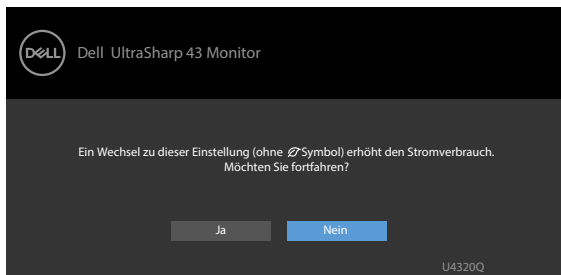 DELL
Dell UltraSharp 43 Monitor
Ein Wechsel zu dieser Einstellung (ohne Symbol) erhöht den Stromverbrauch.
Möchten Sie fortfahren?
Ja Nein
U4320Q